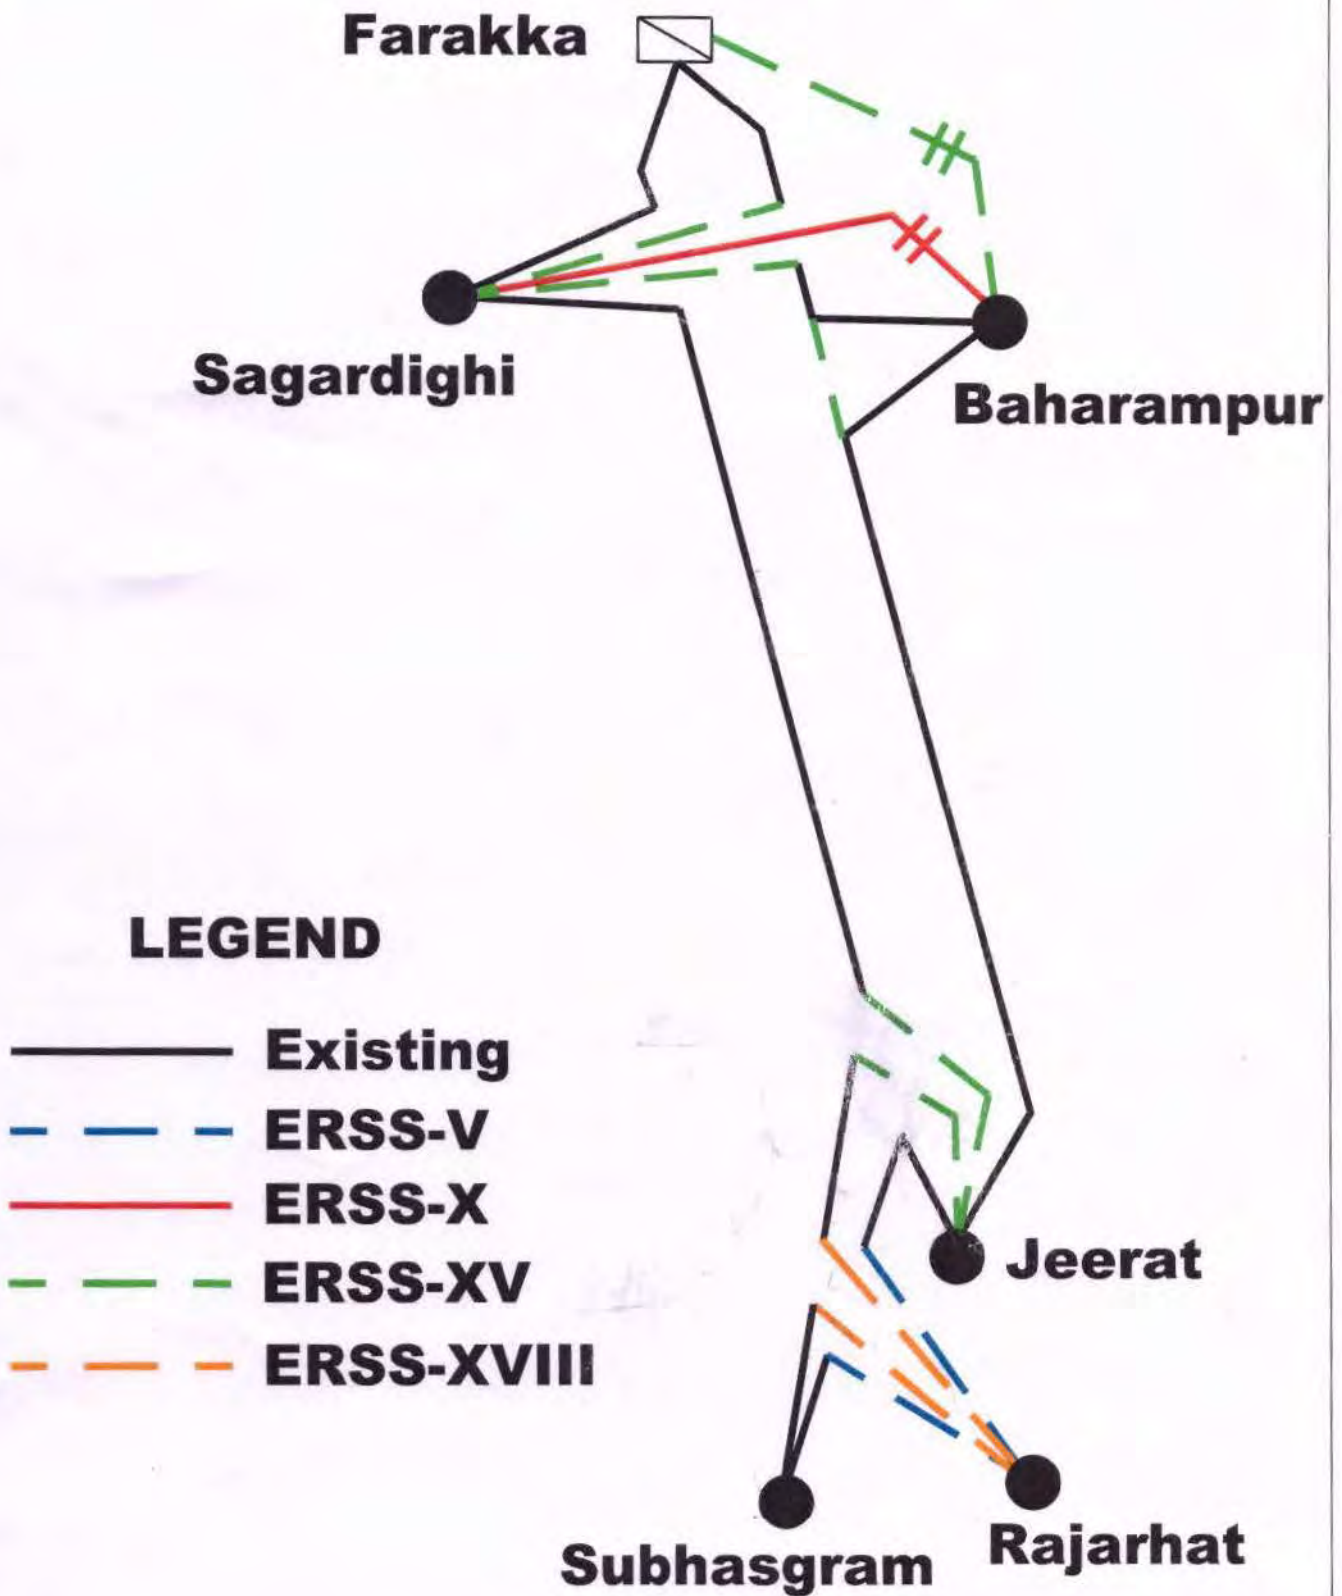 Farakka
Sagardighi
Baharampur
LEGEND
Existing
ERSS-V
ERSS-X
ERSS-XV
ERSS-XVIII
Jeerat
Subhasgram
Rajarhat